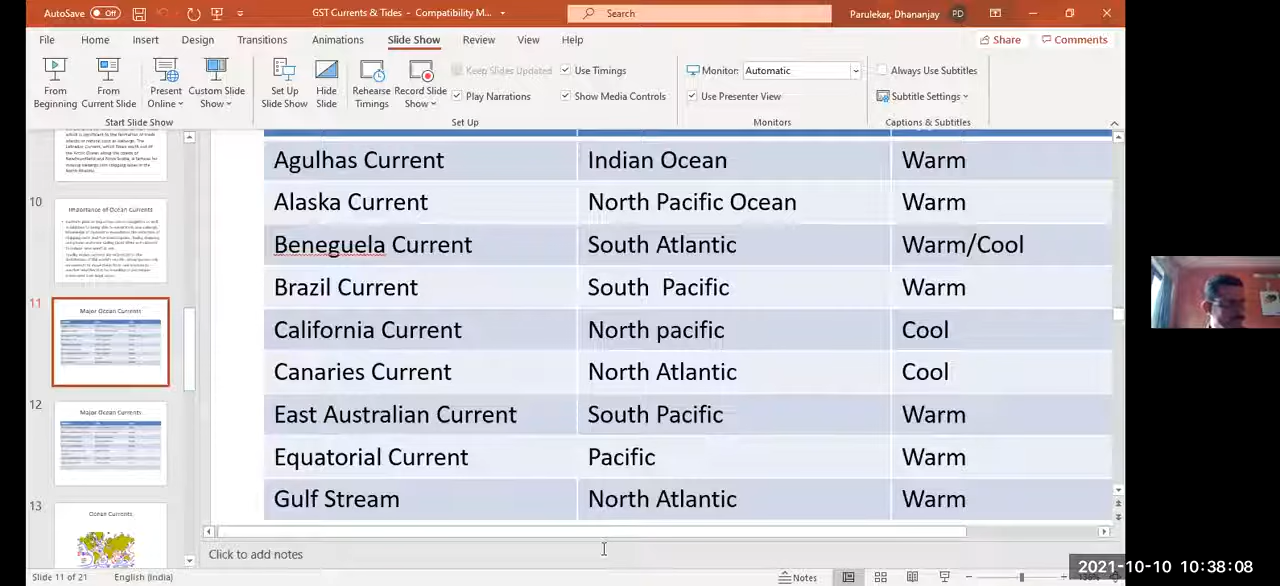 AutoSave Off GST Currents & Tides - Compatibility M... Search Parulekar, Dhananjay PD
File Home Insert Design Transitions Animations Slide Show Review View Help Share Comments
From Beginning From Current Slide Present Online Custom Slide Show Set Up Slide Show Hide Slide Rehearse Timings Record Slide Show Keep Slides Updated Use Timings Monitor: Automatic Always Use Subtitles
Play Narrations Show Media Controls Use Presenter View Subtitle Settings
Start Slide Show Set Up Monitors Captions & Subtitles
Agulhas Current Indian Ocean Warm
Alaska Current North Pacific Ocean Warm
Beneguela Current South Atlantic Warm/Cool
Brazil Current South Pacific Warm
California Current North pacific Cool
Canaries Current North Atlantic Cool
East Australian Current South Pacific Warm
Equatorial Current Pacific Warm
Gulf Stream North Atlantic Warm
10
Importance of Ocean Currents
11
Major Ocean Currents
12
Major Ocean Currents
13
Ocean Currents
Click to add notes
Slide 11 of 21 English (India) Notes
2021-10-10 10:38:08